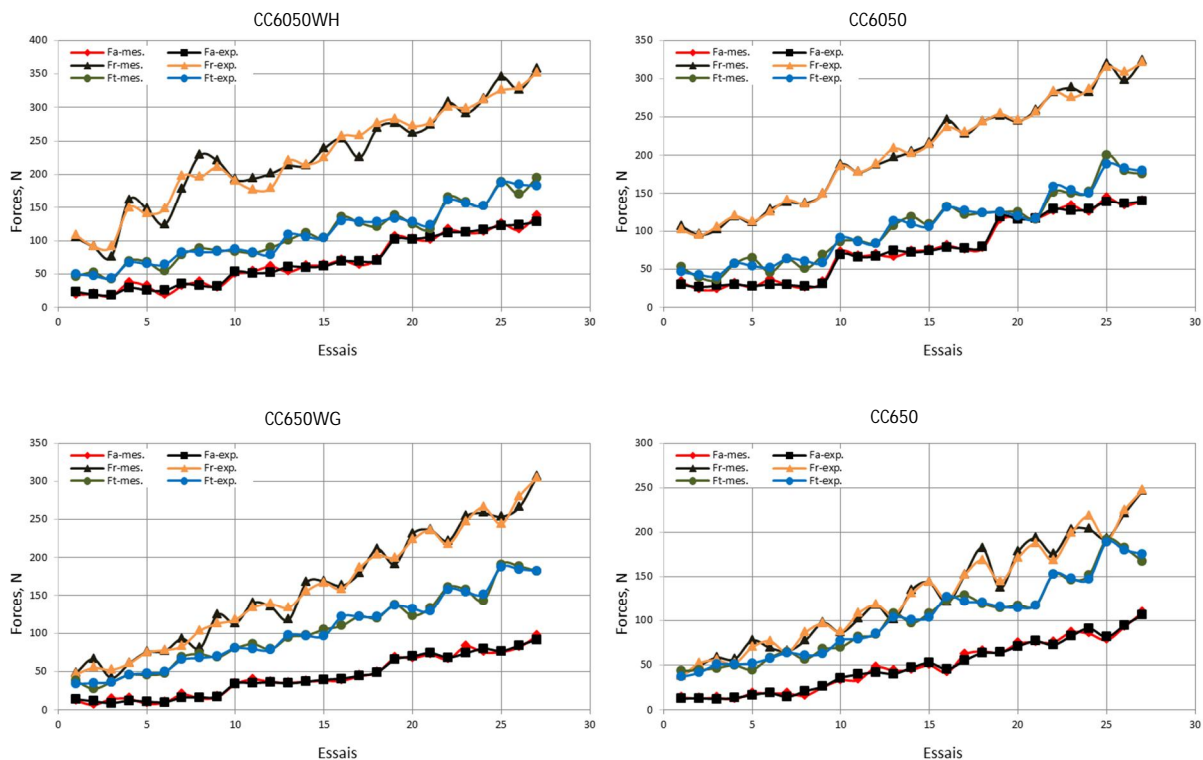 CC6050WH
400
350
300
250
200
150
100
50
0
Forces, N
Fa-mes.
Fa-exp.
Fr-mes.
Fr-exp.
Ft-mes.
Ft-exp.
0 5 10 15 20 25 30
Essais
CC6050
350
300
250
200
150
100
50
0
Forces, N
Fa-mes.
Fa-exp.
Fr-mes.
Fr-exp.
Ft-mes.
Ft-exp.
0 5 10 15 20 25 30
Essais
CC650WG
350
300
250
200
150
100
50
0
Forces, N
Fa-mes.
Fa-exp.
Fr-mes.
Fr-exp.
Ft-mes.
Ft-exp.
0 5 10 15 20 25 30
Essais
CC650
300
250
200
150
100
50
0
Forces, N
Fa-mes.
Fa-exp.
Fr-mes.
Fr-exp.
Ft-mes.
Ft-exp.
0 5 10 15 20 25 30
Essais